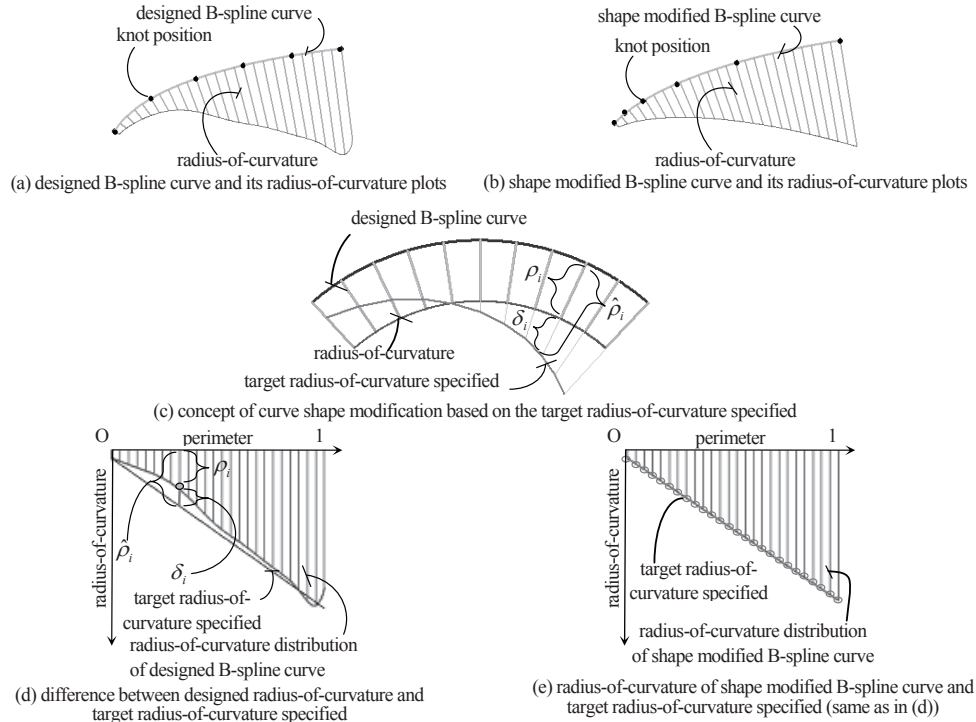 designed B-spline curve
knot position
radius-of-curvature
(a) designed B-spline curve and its radius-of-curvature plots
shape modified B-spline curve
knot position
radius-of-curvature
(b) shape modified B-spline curve and its radius-of-curvature plots
designed B-spline curve
ρᵢ
ρ̂ᵢ
δᵢ
radius-of-curvature
target radius-of-curvature specified
(c) concept of curve shape modification based on the target radius-of-curvature specified
O
perimeter
1
radius-of-curvature
ρᵢ
ρ̂ᵢ
δᵢ
target radius-of-
curvature specified
radius-of-curvature distribution
of designed B-spline curve
(d) difference between designed radius-of-curvature and
target radius-of-curvature specified
O
perimeter
1
radius-of-curvature
target radius-of-
curvature specified
radius-of-curvature distribution
of shape modified B-spline curve
(e) radius-of-curvature of shape modified B-spline curve and
target radius-of-curvature specified (same as in (d))